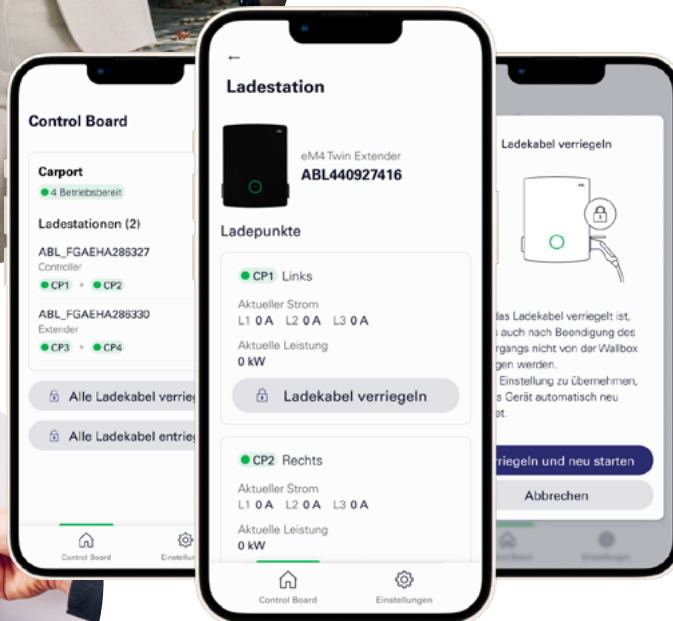 Control Board
Carport
4 Betriebsbereit
Ladestationen (2)
ABL_FGAEHA286327
Controller
CP1 CP2
ABL_FGAEHA286330
Extender
CP3 CP4
Alle Ladekabel verrieg
Alle Ladekabel entrieg
Control Board Einstellun
←
Ladestation
eM4 Twin Extender
ABL440927416
Ladepunkte
CP1 Links
Aktueller Strom
L1 0 A L2 0 A L3 0 A
Aktuelle Leistung
0 kW
Ladekabel verriegeln
CP2 Rechts
Aktueller Strom
L1 0 A L2 0 A L3 0 A
Aktuelle Leistung
0 kW
Control Board Einstellungen
Ladekabel verriegeln
das Ladekabel verriegelt ist,
auch nach Beendigung des
rgangs nicht von der Wallbox
gen werden.
Einstellung zu übernehmen,
s Gerät automatisch neu
et.
riegeln und neu starten
Abbrechen
Einstellungen